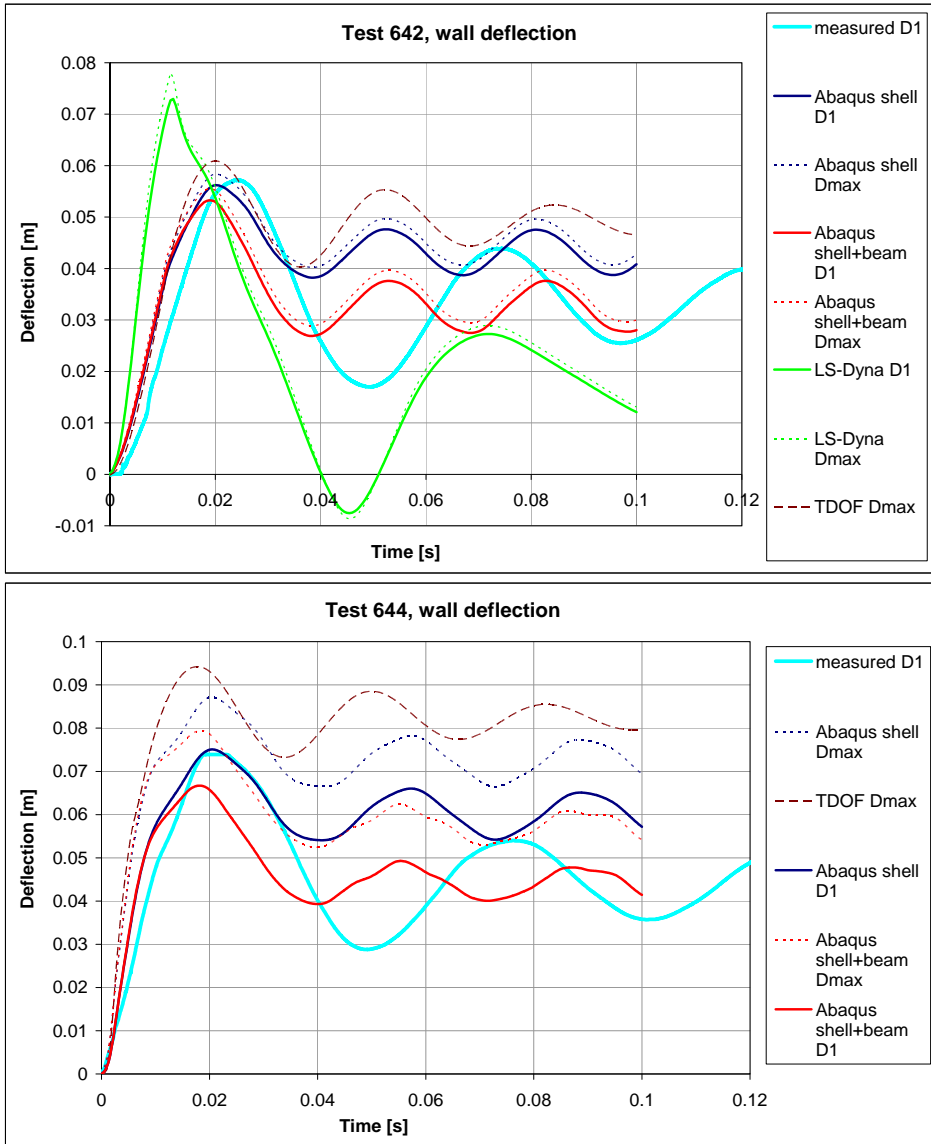 Test 642, wall deflection
Deflection [m]
0.08
0.07
0.06
0.05
0.04
0.03
0.02
0.01
0
-0.01
0
0.02
0.04
0.06
0.08
0.1
0.12
Time [s]
measured D1
Abaqus shell
D1
Abaqus shell
Dmax
Abaqus
shell+beam
D1
Abaqus
shell+beam
Dmax
LS-Dyna D1
LS-Dyna
Dmax
TDOF Dmax
Test 644, wall deflection
Deflection [m]
0.1
0.09
0.08
0.07
0.06
0.05
0.04
0.03
0.02
0.01
0
0
0.02
0.04
0.06
0.08
0.1
0.12
Time [s]
measured D1
Abaqus shell
Dmax
TDOF Dmax
Abaqus shell
D1
Abaqus
shell+beam
Dmax
Abaqus
shell+beam
D1